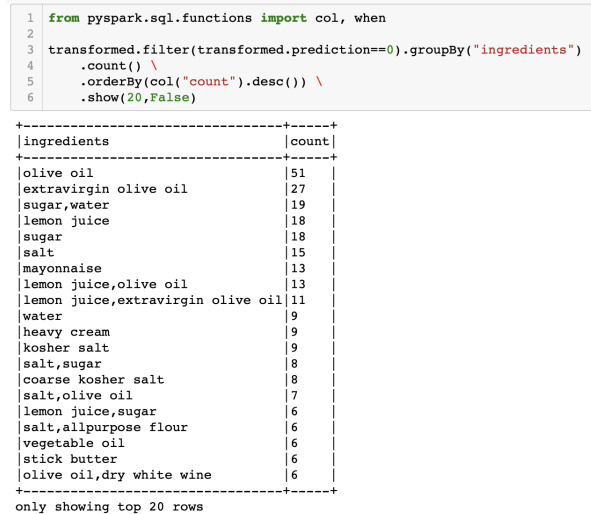 1 from pyspark.sql.functions import col, when
2
3 transformed.filter(transformed.prediction==0).groupBy("ingredients")
4     .count() \
5     .orderBy(col("count").desc()) \
6     .show(20,False)
+--------------------------------+-----+
|ingredients                     |count|
+--------------------------------+-----+
|olive oil                       |51   |
|extravirgin olive oil           |27   |
|sugar,water                     |19   |
|lemon juice                     |18   |
|sugar                           |18   |
|salt                            |15   |
|mayonnaise                      |13   |
|lemon juice,olive oil           |13   |
|lemon juice,extravirgin olive oil|11   |
|water                           |9    |
|heavy cream                     |9    |
|kosher salt                     |9    |
|salt,sugar                      |8    |
|coarse kosher salt              |8    |
|salt,olive oil                  |7    |
|lemon juice,sugar               |6    |
|salt,allpurpose flour           |6    |
|vegetable oil                   |6    |
|stick butter                    |6    |
|olive oil,dry white wine        |6    |
+--------------------------------+-----+
only showing top 20 rows